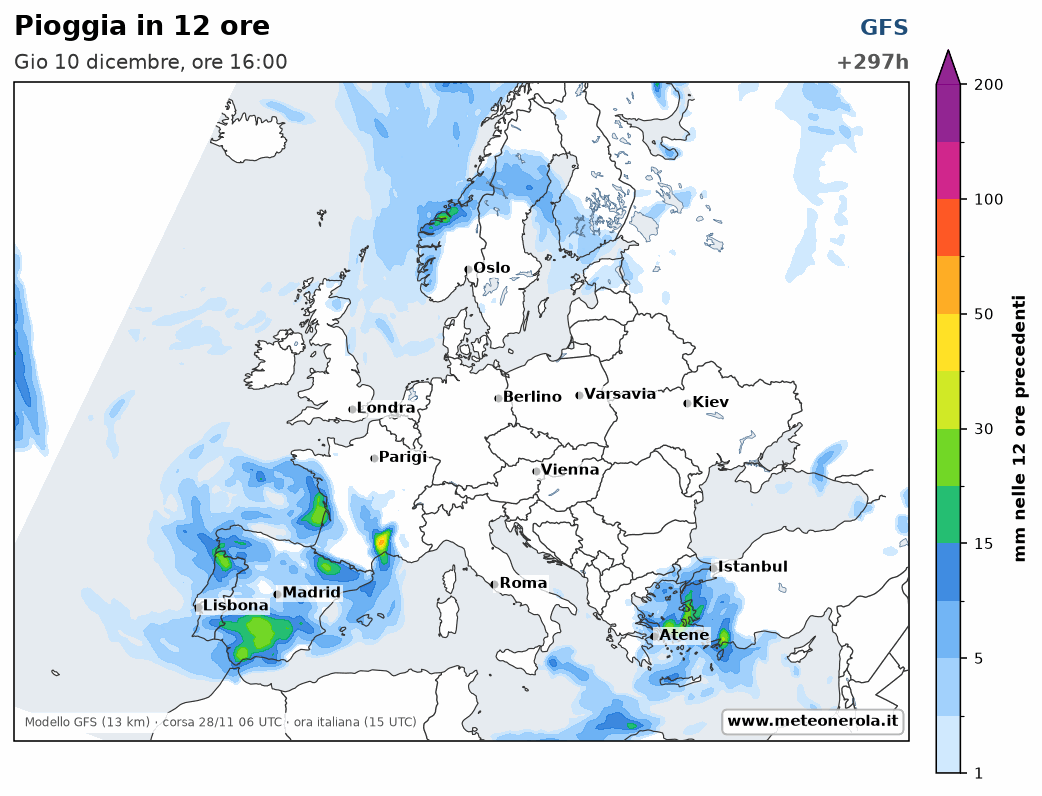 Pioggia in 12 ore
GFS
Gio 10 dicembre, ore 16:00
+297h
200
100
50
30
15
5
1
mm nelle 12 ore precedenti
Oslo
Berlino
Varsavia
Kiev
Londra
Parigi
Vienna
Istanbul
Roma
Madrid
Lisbona
Atene
Modello GFS (13 km) · corsa 28/11 06 UTC · ora italiana (15 UTC)
www.meteonerola.it